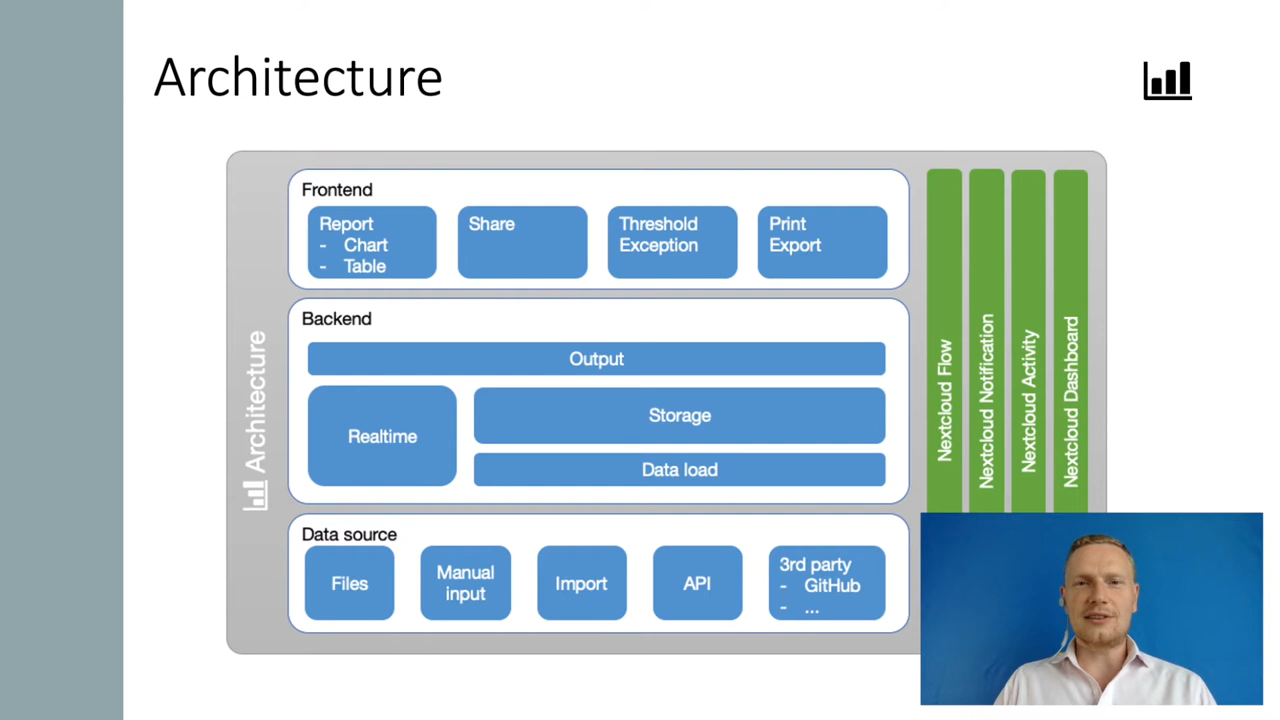 Architecture
Architecture
Frontend
Report
- Chart
- Table
Share
Threshold
Exception
Print
Export
Backend
Output
Realtime
Storage
Data load
Data source
Files
Manual
input
Import
API
3rd party
- GitHub
- ...
Nextcloud Flow
Nextcloud Notification
Nextcloud Activity
Nextcloud Dashboard